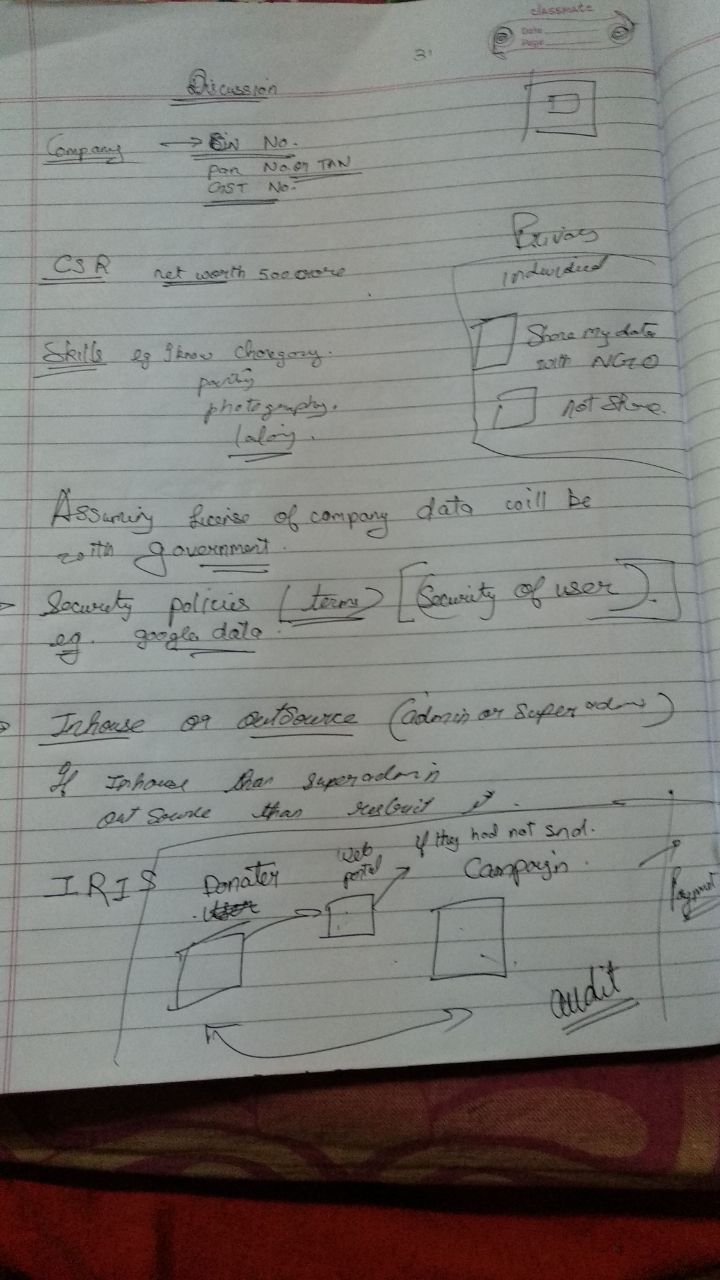 classmate
Date
Page
31
Discussion
Company → CIN No.
pan No. or TAN
GST No.
D
CSR net worth 500 crore
Privacy
individual
Share my data
with NGO
not share.
Skills eg I know
photography.
Assuming license of company data will be
with government.
Security policies (terms) [(Security of user).]
eg. google data.
Inhouse or outsource (admin or super admin)
If Inhouse than superadmin
out source than
IRIS
Donater
User
web
portal
if they had not snd.
Campaign.
Payment
audit